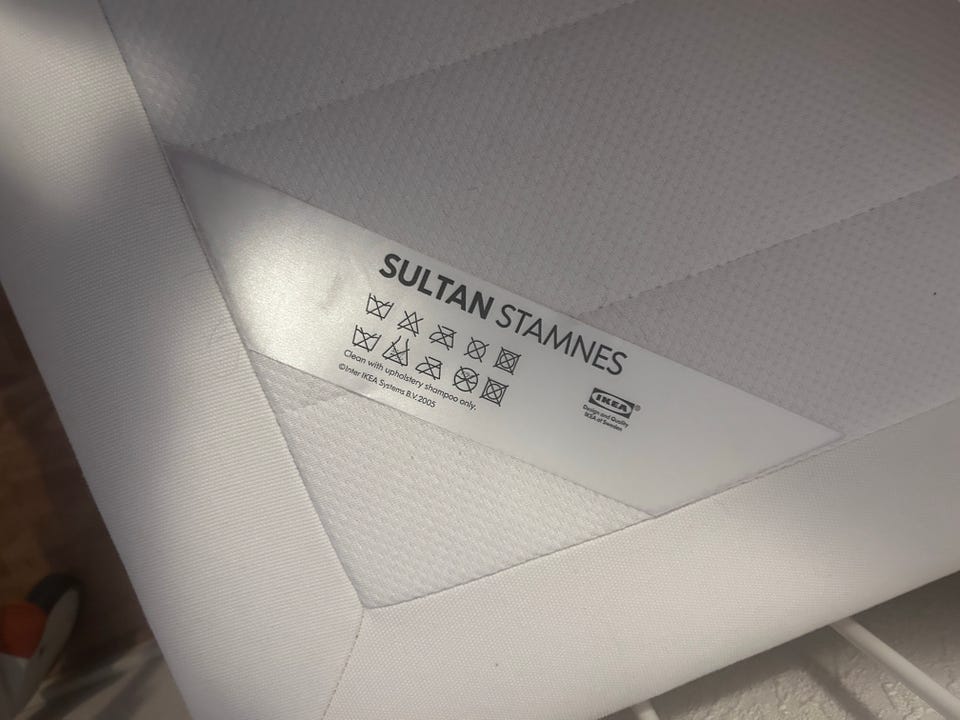 SULTAN STAMNES
Clean with upholstery shampoo only.
©Inter IKEA Systems B.V. 2005
IKEA®
Design and Quality
IKEA of Sweden